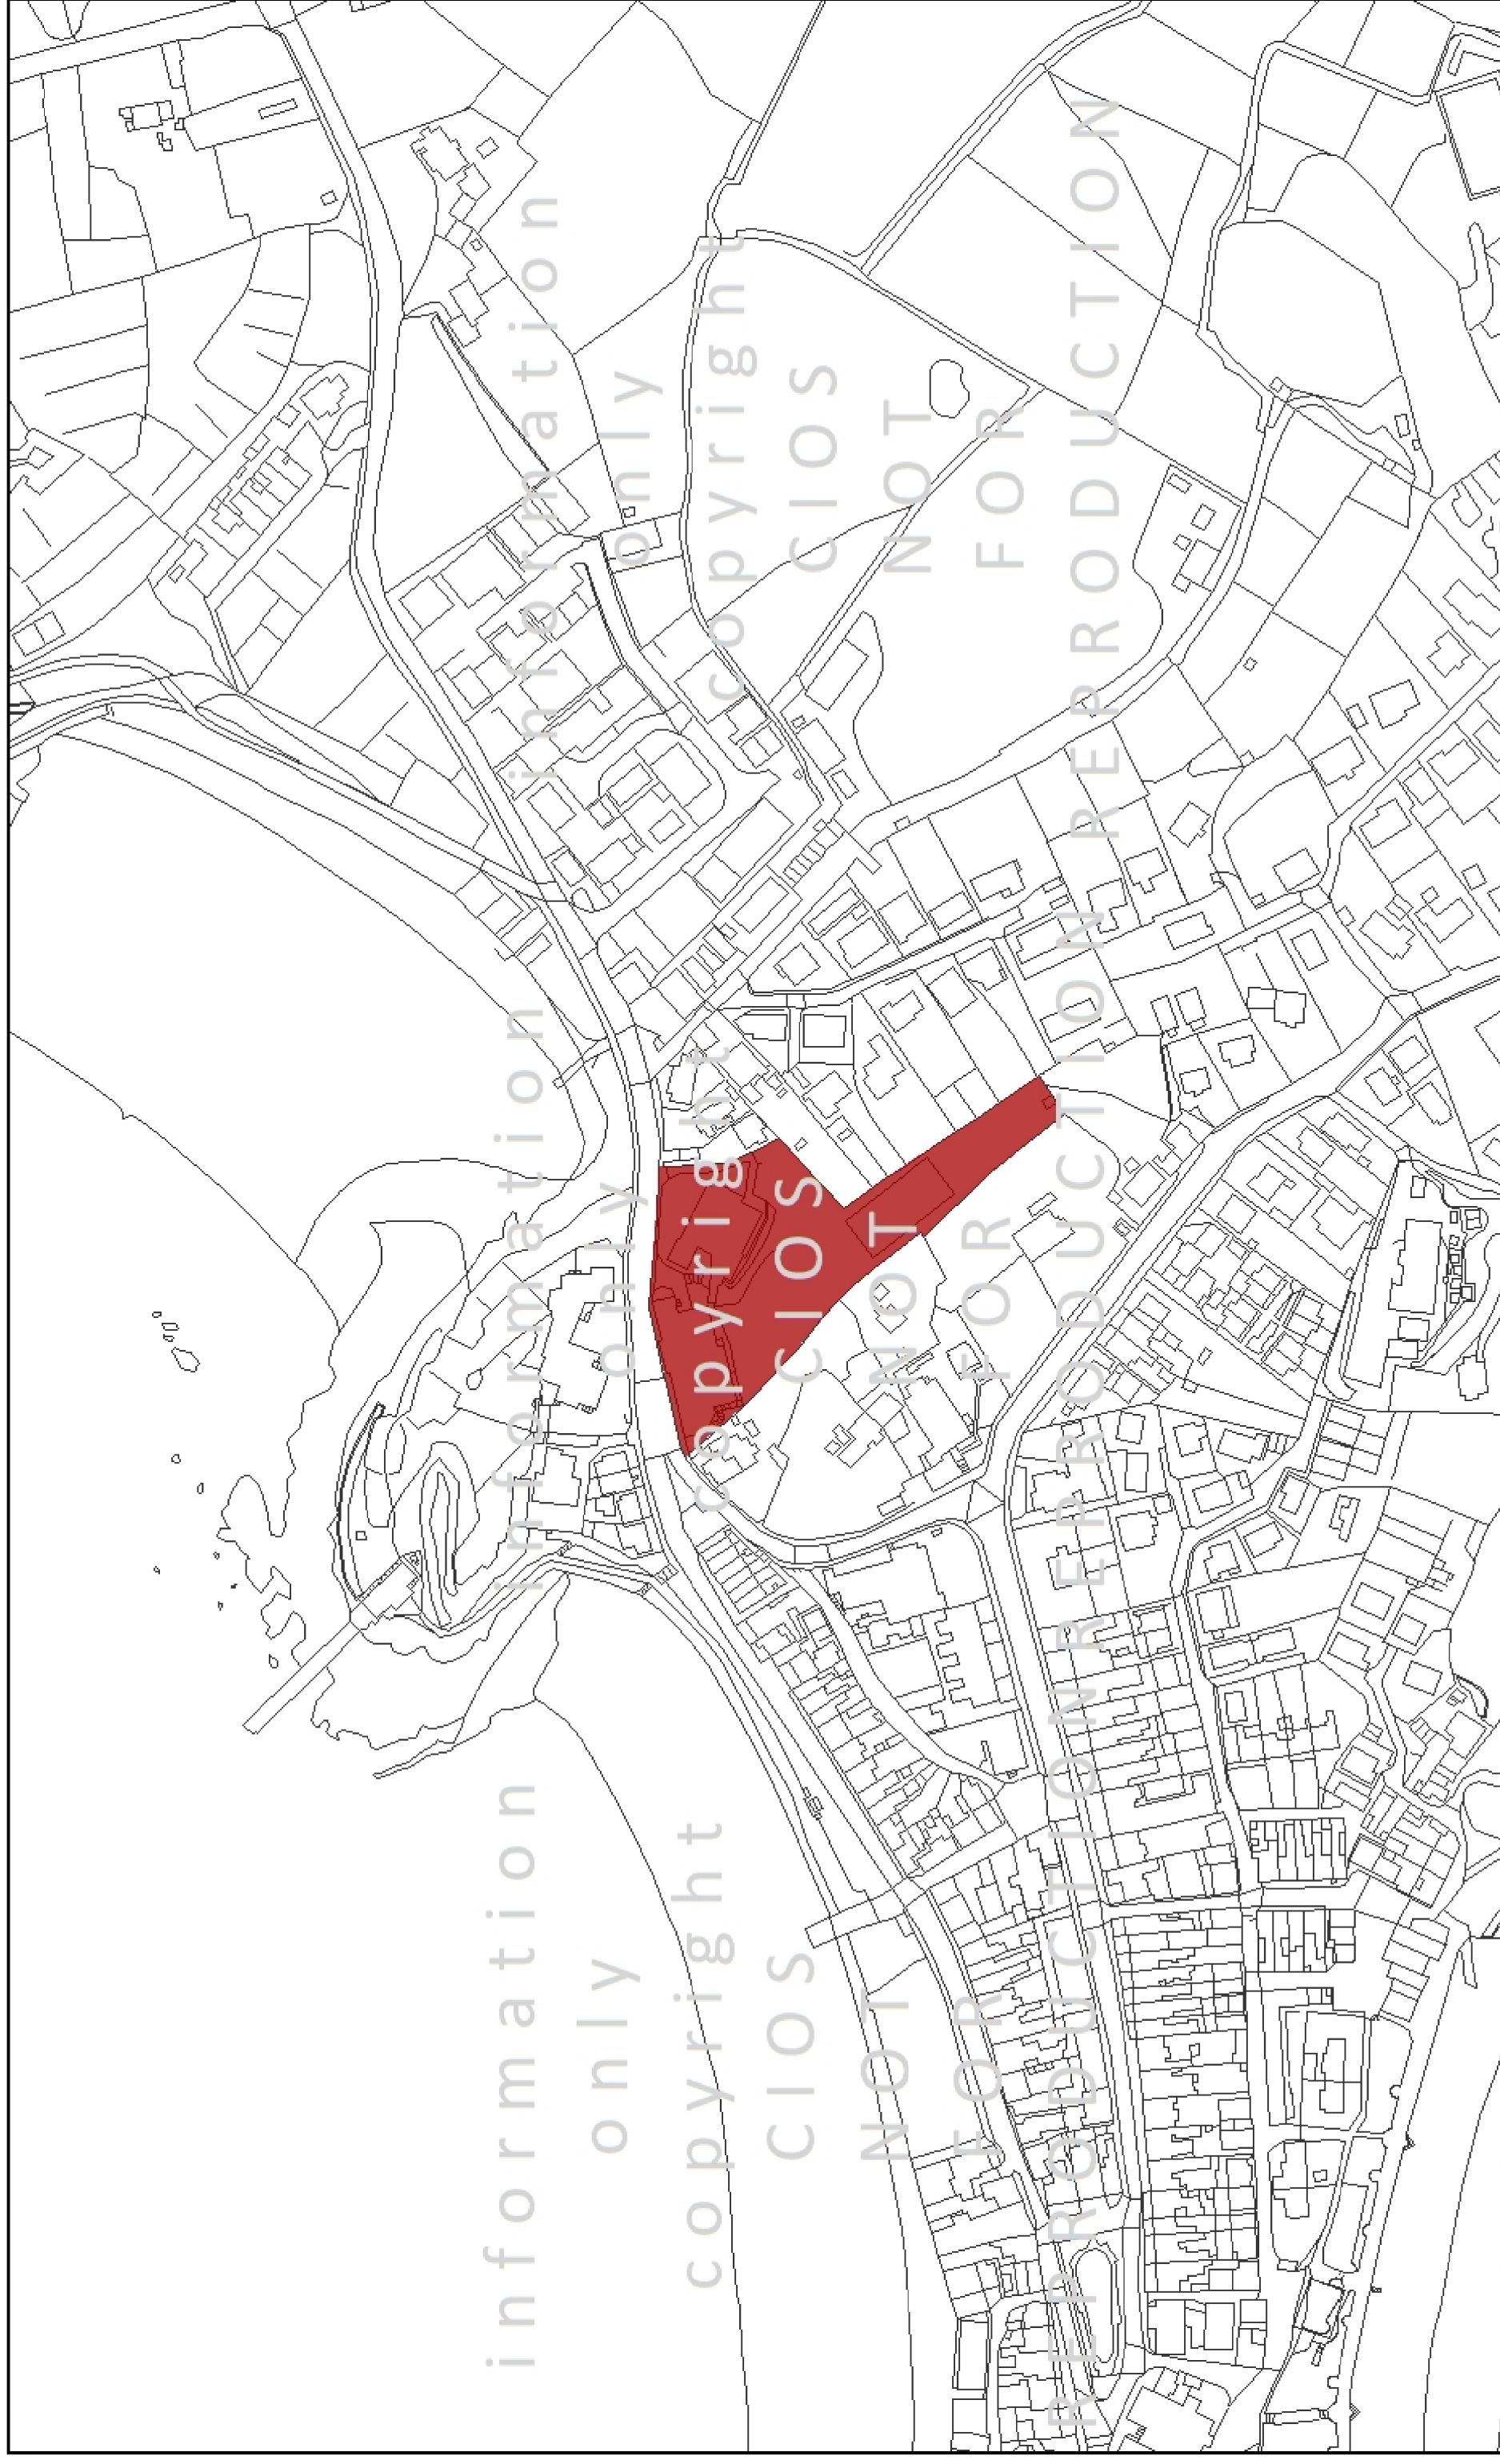 information
only
copyright
CIOS
NOT
FOR
REPRODUCTION
information
only
copyright
CIOS
NOT
FOR
REPRODUCTION
information
only
copyright
CIOS
NOT
FOR
REPRODUCTION